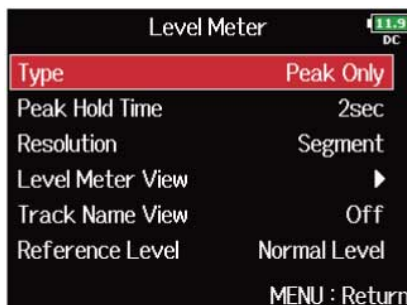 Level Meter
11.9
DC
Type Peak Only
Peak Hold Time 2sec
Resolution Segment
Level Meter View
Track Name View Off
Reference Level Normal Level
MENU : Return